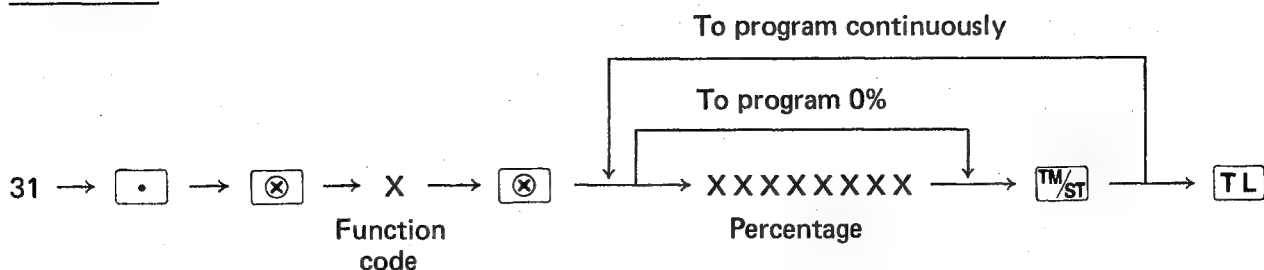 To program continuously
To program 0%
31 → • → ⊗ → X → ⊗ → XXXXXXXX → TM/ST → TL
Function code
Percentage